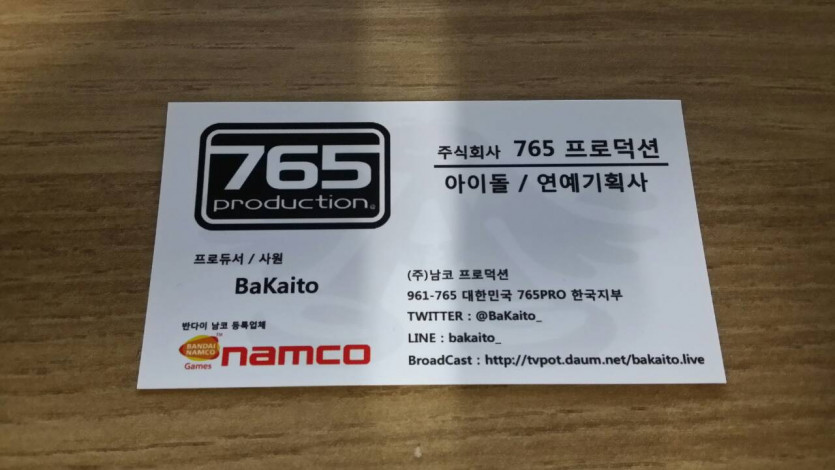 765
production
주식회사 765 프로덕션
아이돌 / 연예기획사
프로듀서 / 사원
BaKaito
반다이 남코 등록업체
BANDAI
NAMCO
Games
namco
(주)남코 프로덕션
961-765 대한민국 765PRO 한국지부
TWITTER : @BaKaito_
LINE : bakaito_
BroadCast : http://tvpot.daum.net/bakaito.live